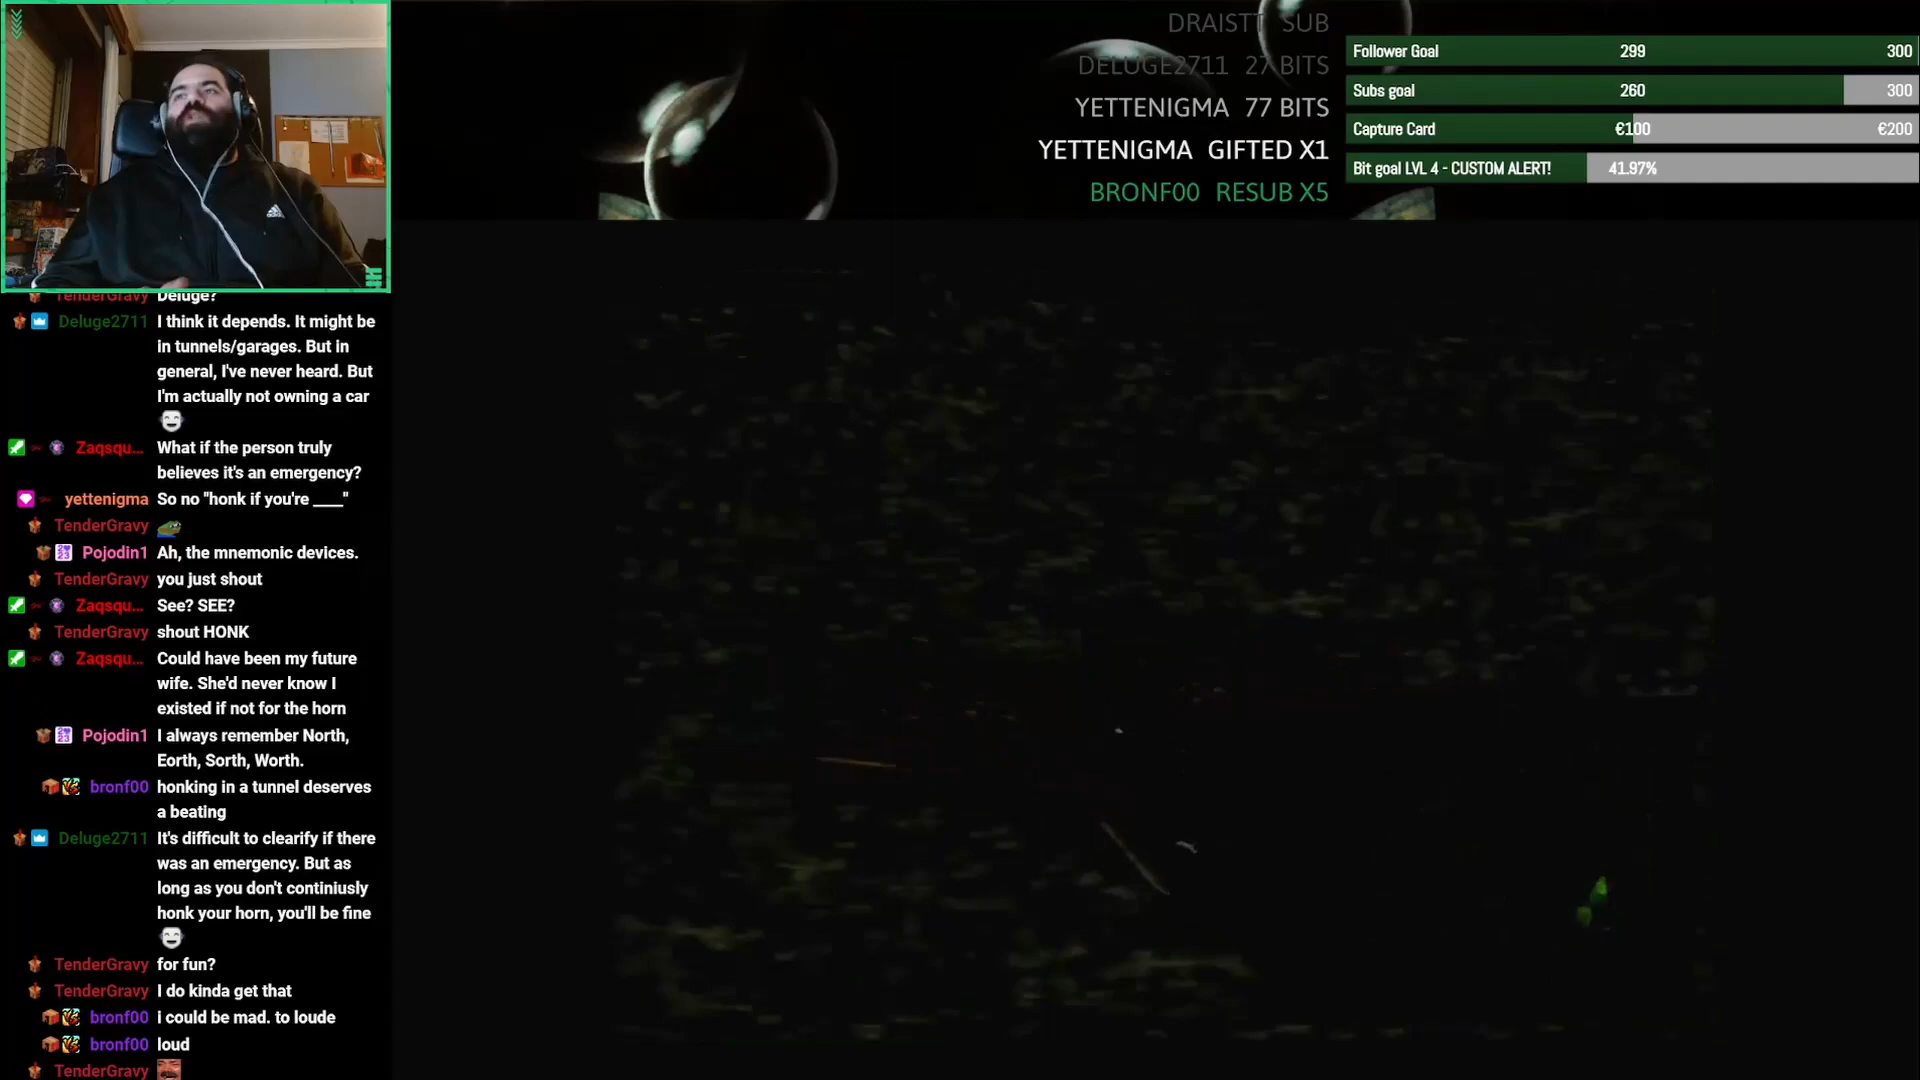 DRAISTT SUB
DELUGE2711 27 BITS
YETTENIGMA 77 BITS
YETTENIGMA GIFTED X1
BRONF00 RESUB X5
Follower Goal 299 300
Subs goal 260 300
Capture Card €100 €200
Bit goal LVL 4 - CUSTOM ALERT! 41.97%
TenderGravy Deluge?
Deluge2711 I think it depends. It might be
in tunnels/garages. But in
general, I've never heard. But
I'm actually not owning a car
Zaqsqu... What if the person truly
believes it's an emergency?
yettenigma So no "honk if you're ____"
TenderGravy
Pojodin1 Ah, the mnemonic devices.
TenderGravy you just shout
Zaqsqu... See? SEE?
TenderGravy shout HONK
Zaqsqu... Could have been my future
wife. She'd never know I
existed if not for the horn
Pojodin1 I always remember North,
Eorth, Sorth, Worth.
bronf00 honking in a tunnel deserves
a beating
Deluge2711 It's difficult to clearify if there
was an emergency. But as
long as you don't continiusly
honk your horn, you'll be fine
TenderGravy for fun?
TenderGravy I do kinda get that
bronf00 i could be mad. to loude
bronf00 loud
TenderGravy